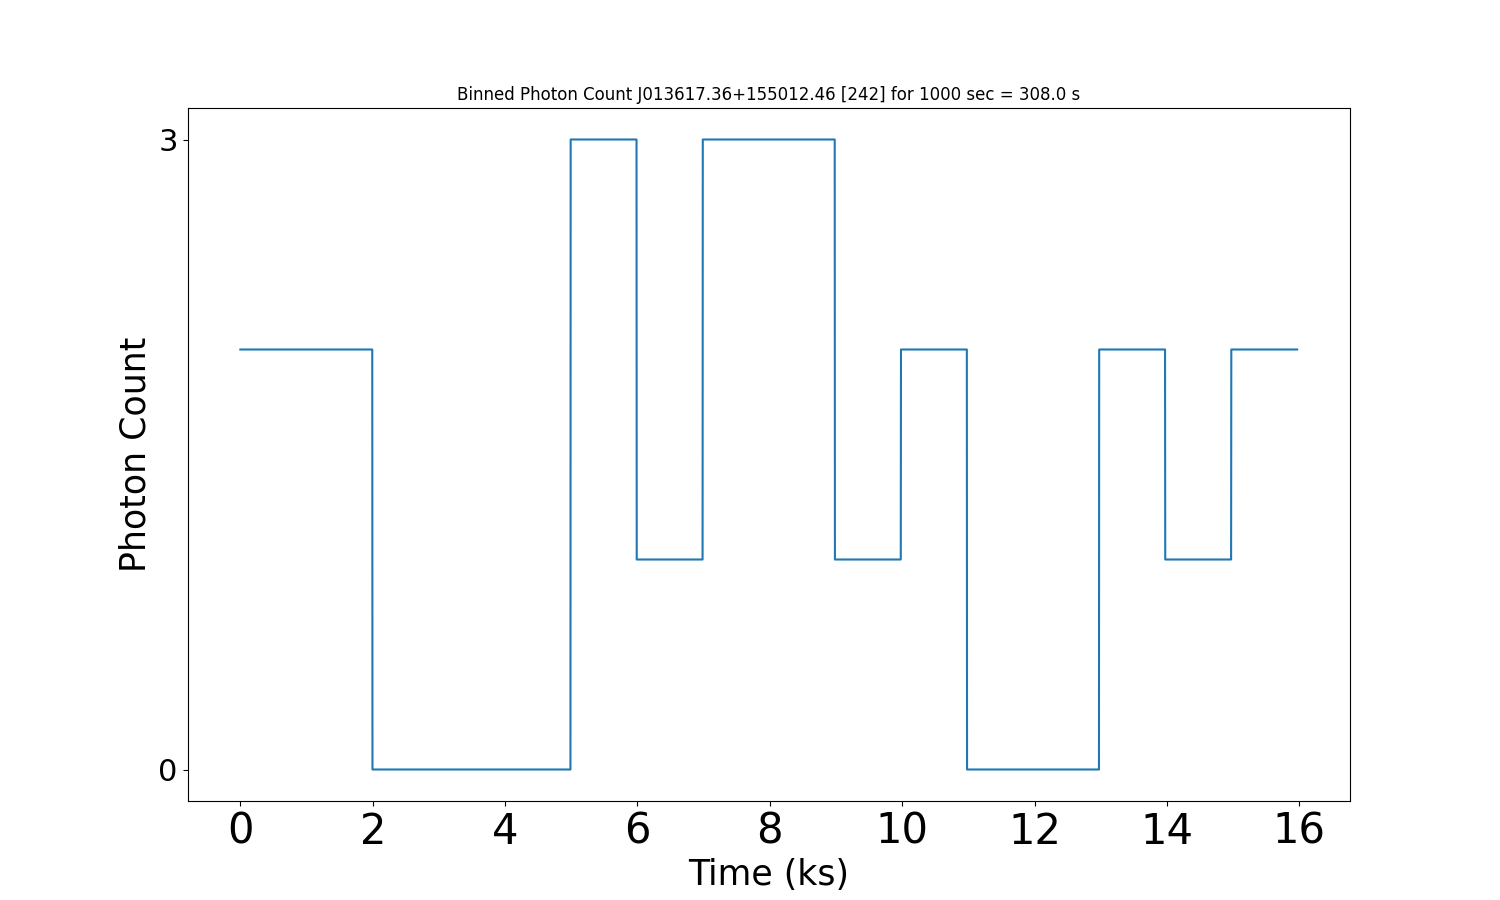 Binned Photon Count J013617.36+155012.46 [242] for 1000 sec = 308.0 s
3
Photon Count
0
0 2 4 6 8 10 12 14 16
Time (ks)